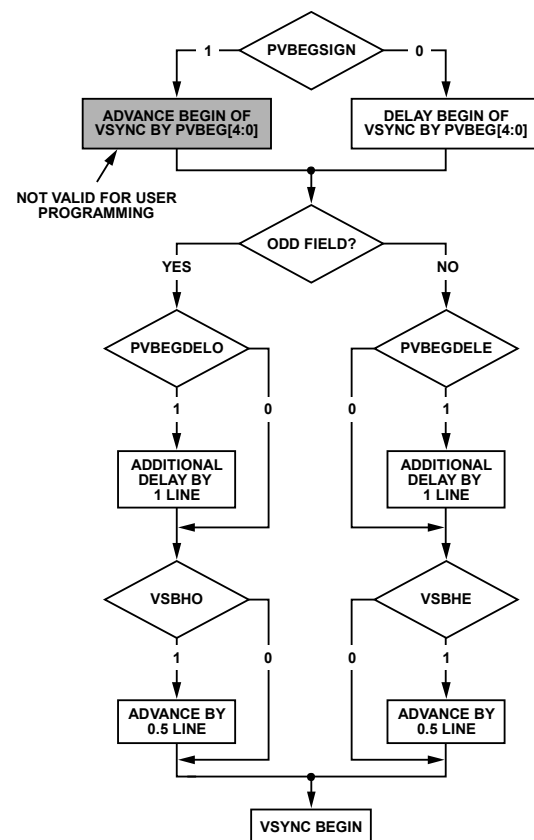 PVBEGSIGN
1
0
ADVANCE BEGIN OF
VSYNC BY PVBEG[4:0]
DELAY BEGIN OF
VSYNC BY PVBEG[4:0]
NOT VALID FOR USER
PROGRAMMING
ODD FIELD?
YES
NO
PVBEGDELO
PVBEGDELE
1
0
0
1
ADDITIONAL
DELAY BY
1 LINE
ADDITIONAL
DELAY BY
1 LINE
VSBHO
VSBHE
1
0
0
1
ADVANCE BY
0.5 LINE
ADVANCE BY
0.5 LINE
VSYNC BEGIN